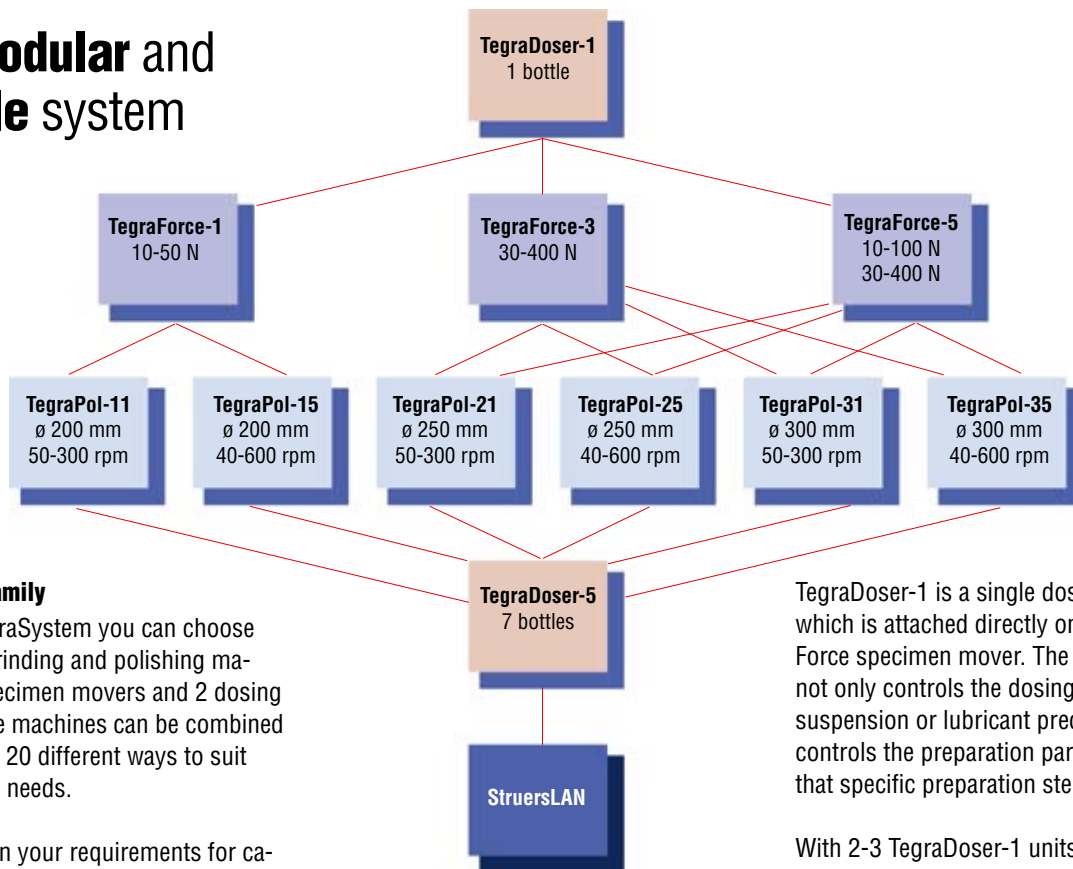 odular and
le system
TegraDoser-1
1 bottle
TegraForce-1
10-50 N
TegraForce-3
30-400 N
TegraForce-5
10-100 N
30-400 N
TegraPol-11
ø 200 mm
50-300 rpm
TegraPol-15
ø 200 mm
40-600 rpm
TegraPol-21
ø 250 mm
50-300 rpm
TegraPol-25
ø 250 mm
40-600 rpm
TegraPol-31
ø 300 mm
50-300 rpm
TegraPol-35
ø 300 mm
40-600 rpm
TegraDoser-5
7 bottles
StruersLAN
amily
raSystem you can choose
rinding and polishing ma-
ecimen movers and 2 dosing
e machines can be combined
20 different ways to suit
needs.
n your requirements for ca-
TegraDoser-1 is a single dos
which is attached directly on
Force specimen mover. The
not only controls the dosing
suspension or lubricant prec
controls the preparation par
that specific preparation ste
With 2-3 TegraDoser-1 units